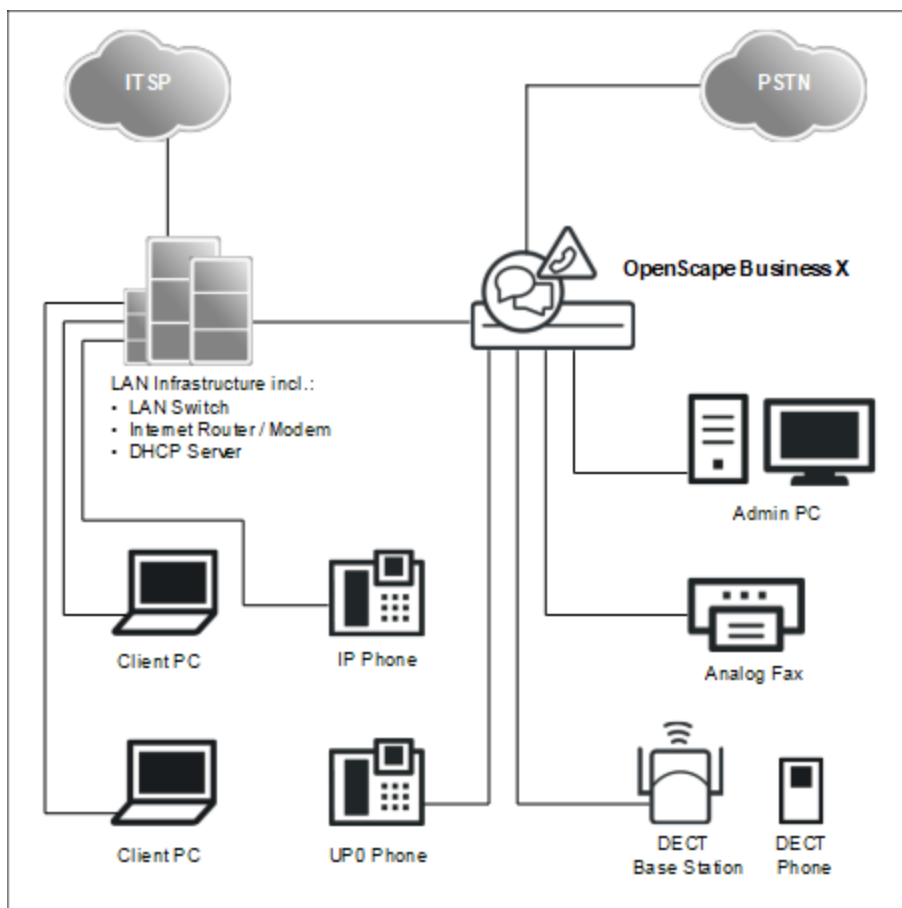 ITSP
PSTN
OpenScape Business X
LAN Infrastructure incl.:
• LAN Switch
• Internet Router / Modem
• DHCP Server
Admin PC
Client PC
IP Phone
Analog Fax
Client PC
UP0 Phone
DECT
Base Station
DECT
Phone